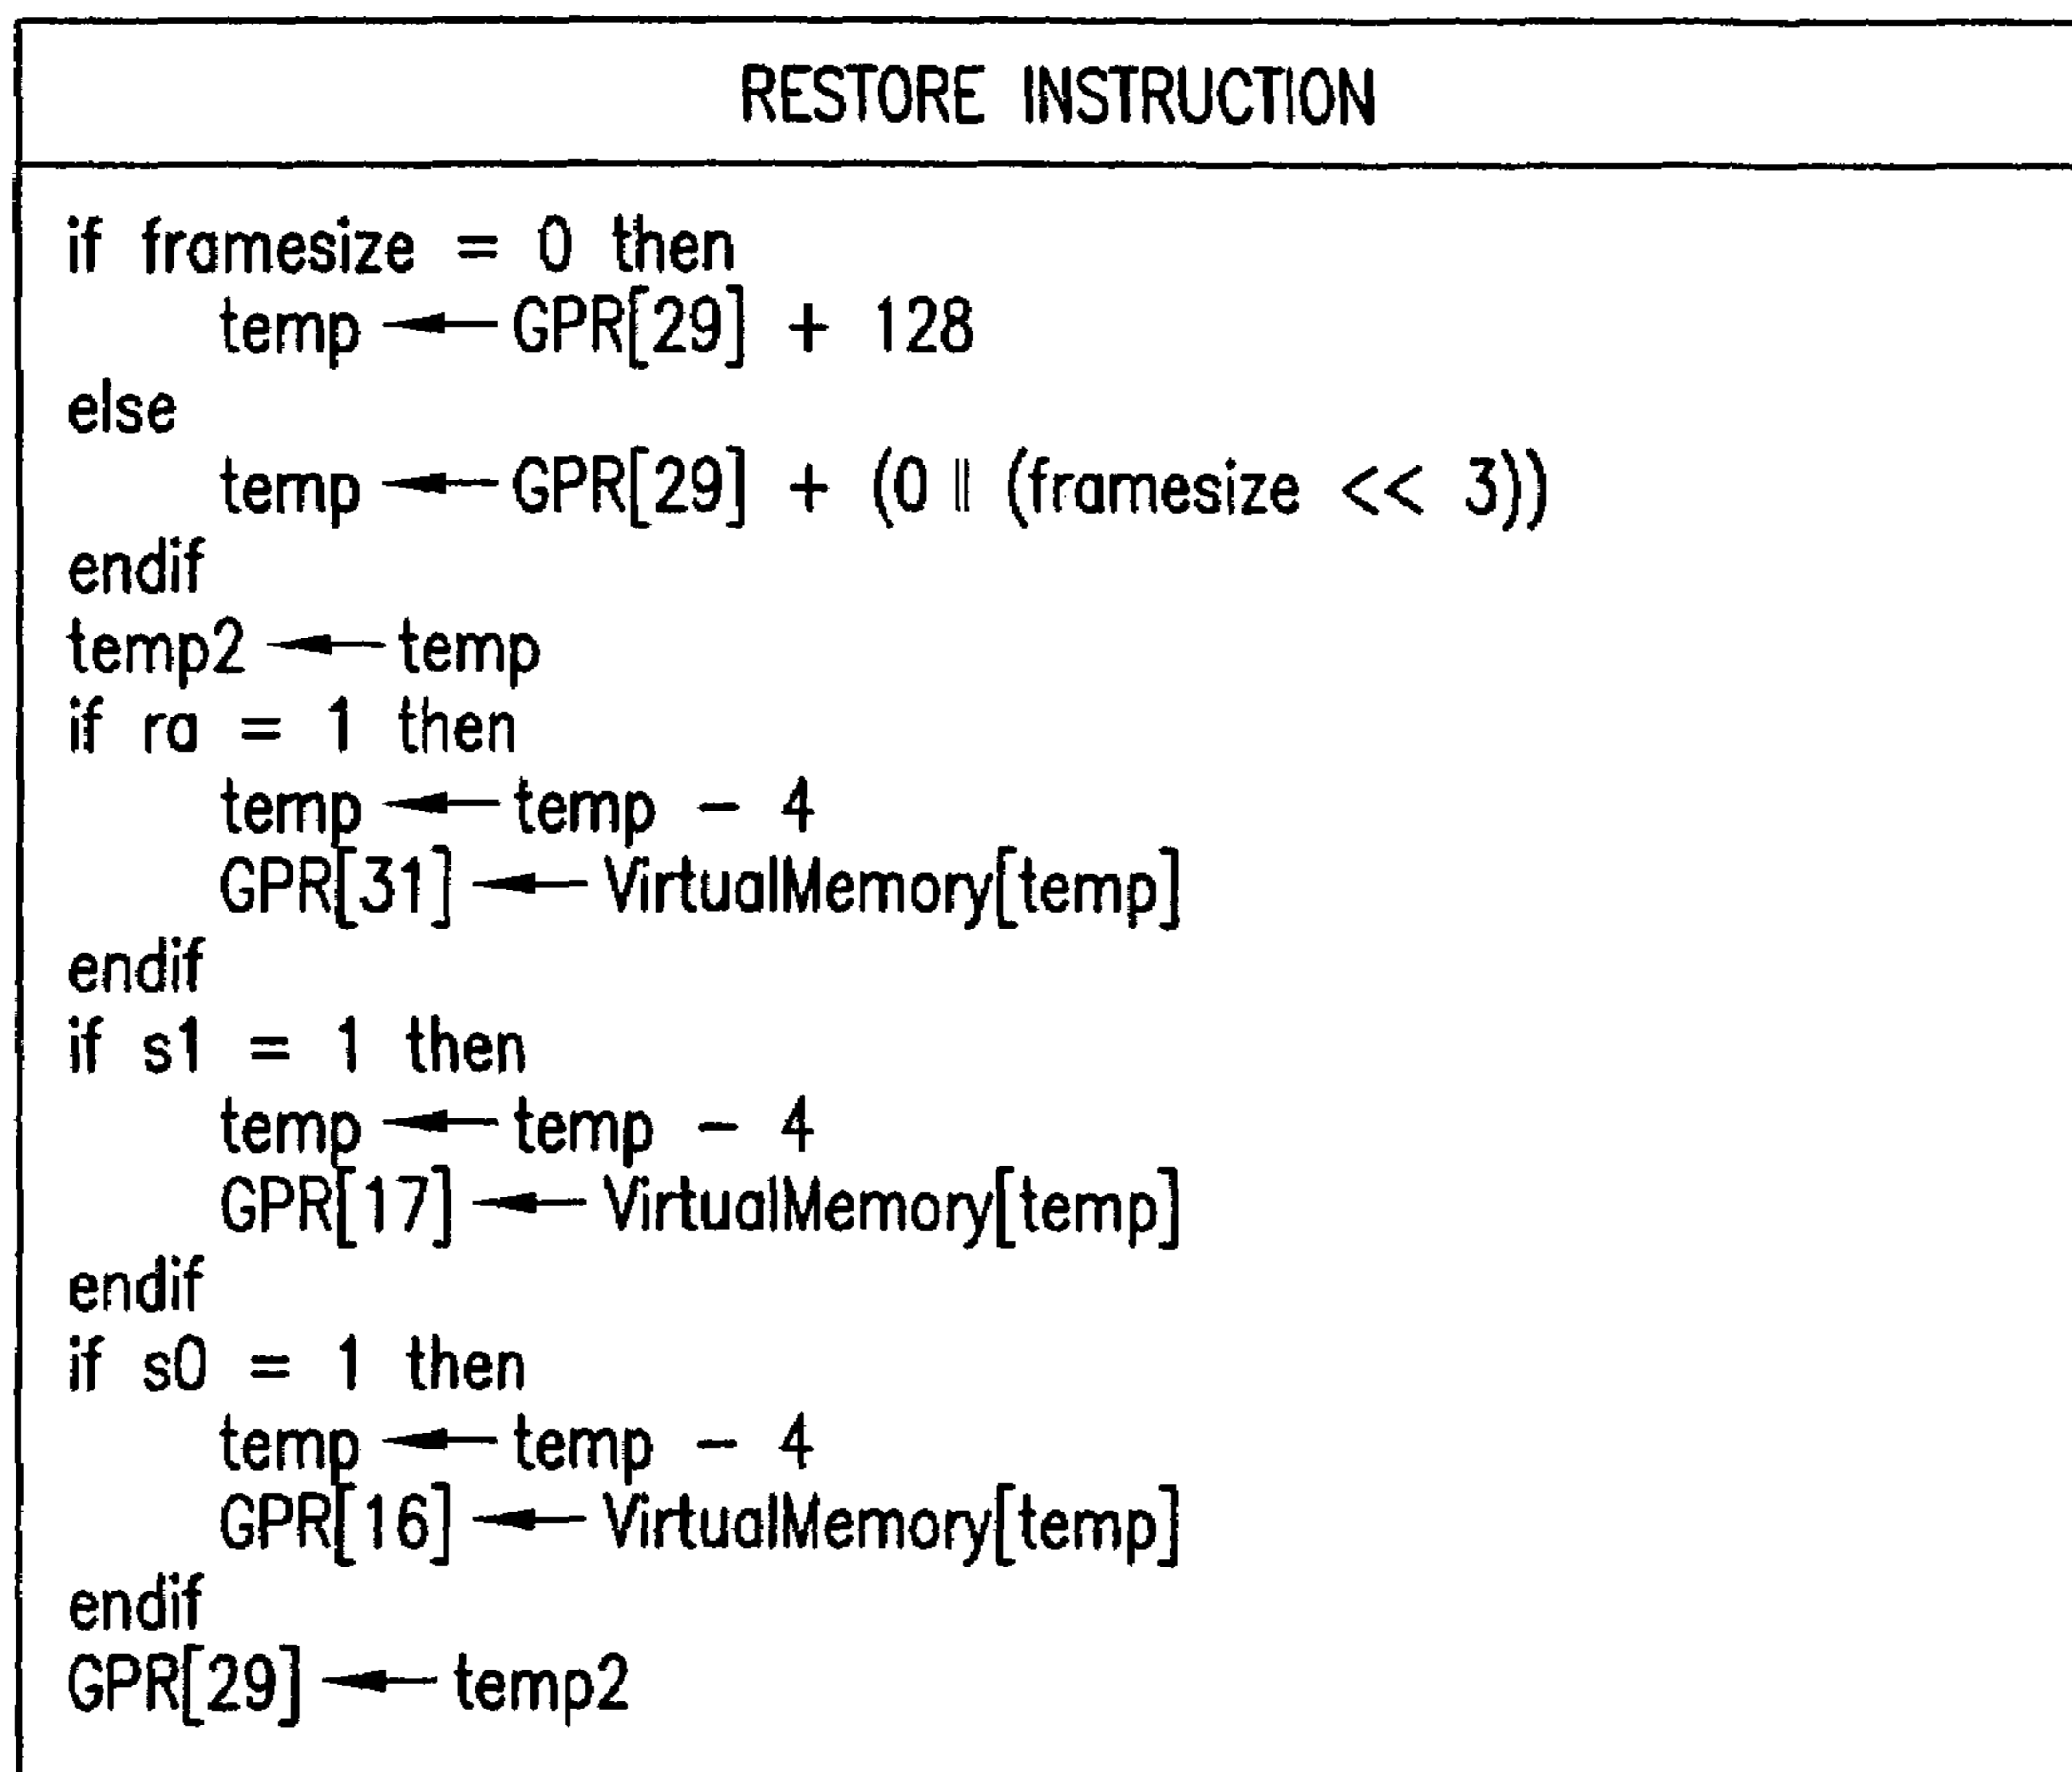 RESTORE INSTRUCTION
if framesize = 0 then
temp ← GPR[29] + 128
else
temp ← GPR[29] + (0 || (framesize << 3))
endif
temp2 ← temp
if ra = 1 then
temp ← temp - 4
GPR[31] ← VirtualMemory[temp]
endif
if s1 = 1 then
temp ← temp - 4
GPR[17] ← VirtualMemory[temp]
endif
if s0 = 1 then
temp ← temp - 4
GPR[16] ← VirtualMemory[temp]
endif
GPR[29] ← temp2